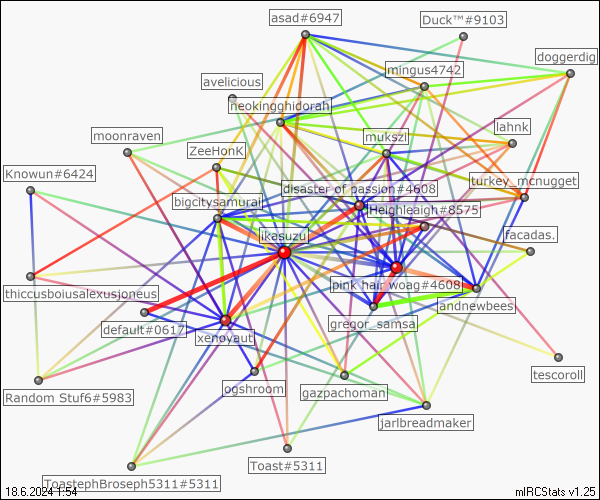 asad#6947
Duck™#9103
doggerdig
mingus4742
avelicious
neokingghidorah
lahnk
mukszi
moonraven
ZeeHonK
Knowun#6424
turkey_mcnugget
disaster of passion#4608
bigcitysamurai
Heighleaigh#8575
facadas.
ikasuzu
pink hair woag#4608
thiccusboiusalexusjoneus
andnewbees
gregor_samsa
default#0617
xenovaut
tescoroll
ogshroom
gazpachoman
Random Stuf6#5983
jarlbreadmaker
Toast#5311
ToastephBroseph5311#5311
18.6.2024 1:54
mIRCStats v1.25